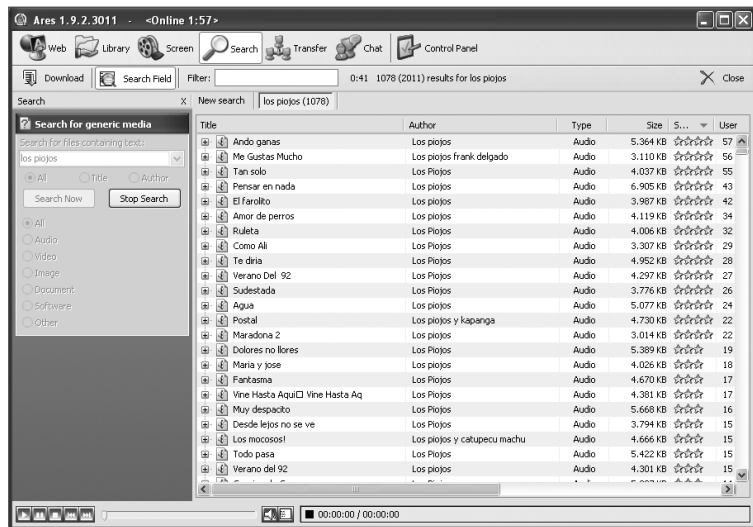 Ares 1.9.2.3011 - <Online 1:57>
Web Library Screen Search Transfer Chat Control Panel
Download Search Field Filter: 0:41 1078 (2011) results for los piojos Close
Search X New search los piojos (1078)
Search for generic media
Search for files containing text:
los piojos
All Title Author
Search Now Stop Search
All
Audio
Video
Image
Document
Software
Other
Title Author Type Size S... User
Ando ganas Los Piojos Audio 5.364 KB 57
Me Gustas Mucho Los piojos frank delgado Audio 3.110 KB 56
Tan solo Los Piojos Audio 4.037 KB 55
Pensar en nada Los Piojos Audio 6.905 KB 43
El farolito Los Piojos Audio 3.987 KB 42
Amor de perros Los Piojos Audio 4.119 KB 34
Ruleta Los Piojos Audio 4.006 KB 32
Como Ali Los Piojos Audio 3.307 KB 29
Te diria Los Piojos Audio 4.952 KB 28
Verano Del 92 Los Piojos Audio 4.297 KB 27
Sudestada Los Piojos Audio 3.776 KB 26
Agua Los Piojos Audio 5.077 KB 24
Postal Los piojos y kapanga Audio 4.730 KB 22
Maradona 2 Los Piojos Audio 3.014 KB 22
Dolores no llores Los Piojos Audio 5.389 KB 19
Maria y jose Los Piojos Audio 4.026 KB 18
Fantasma Los Piojos Audio 4.670 KB 17
Vine Hasta Aqui□ Vine Hasta Aq Los Piojos Audio 4.381 KB 17
Muy despacito Los Piojos Audio 5.668 KB 16
Desde lejos no se ve Los Piojos Audio 3.794 KB 15
Los mocosos! Los piojos y catupecu machu Audio 4.666 KB 15
Todo pasa Los Piojos Audio 5.422 KB 15
Verano del 92 Los Piojos Audio 4.301 KB 15
00:00:00 / 00:00:00